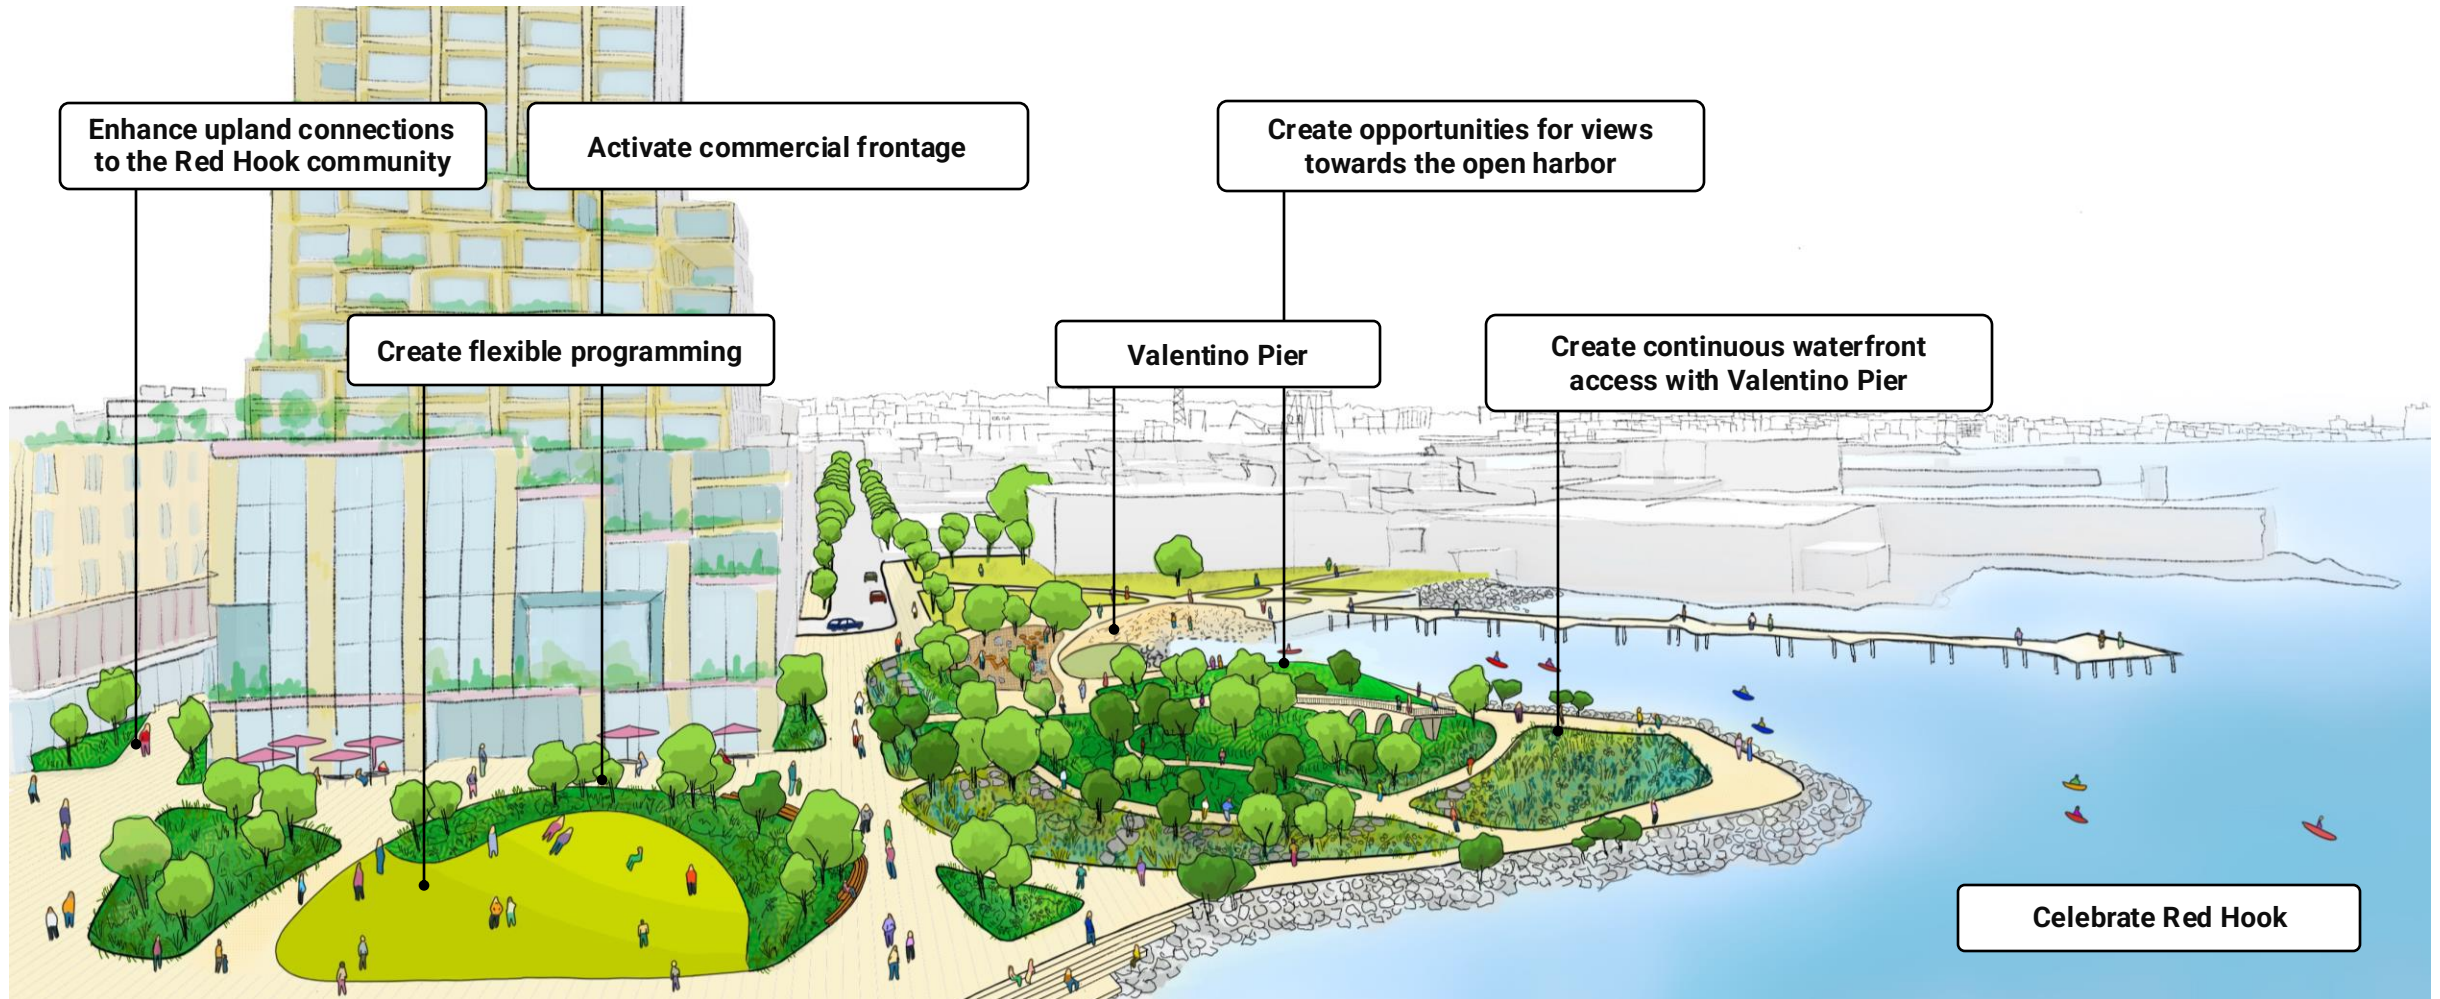 Enhance upland connections
to the Red Hook community
Activate commercial frontage
Create opportunities for views
towards the open harbor
Create flexible programming
Valentino Pier
Create continuous waterfront
access with Valentino Pier
Celebrate Red Hook